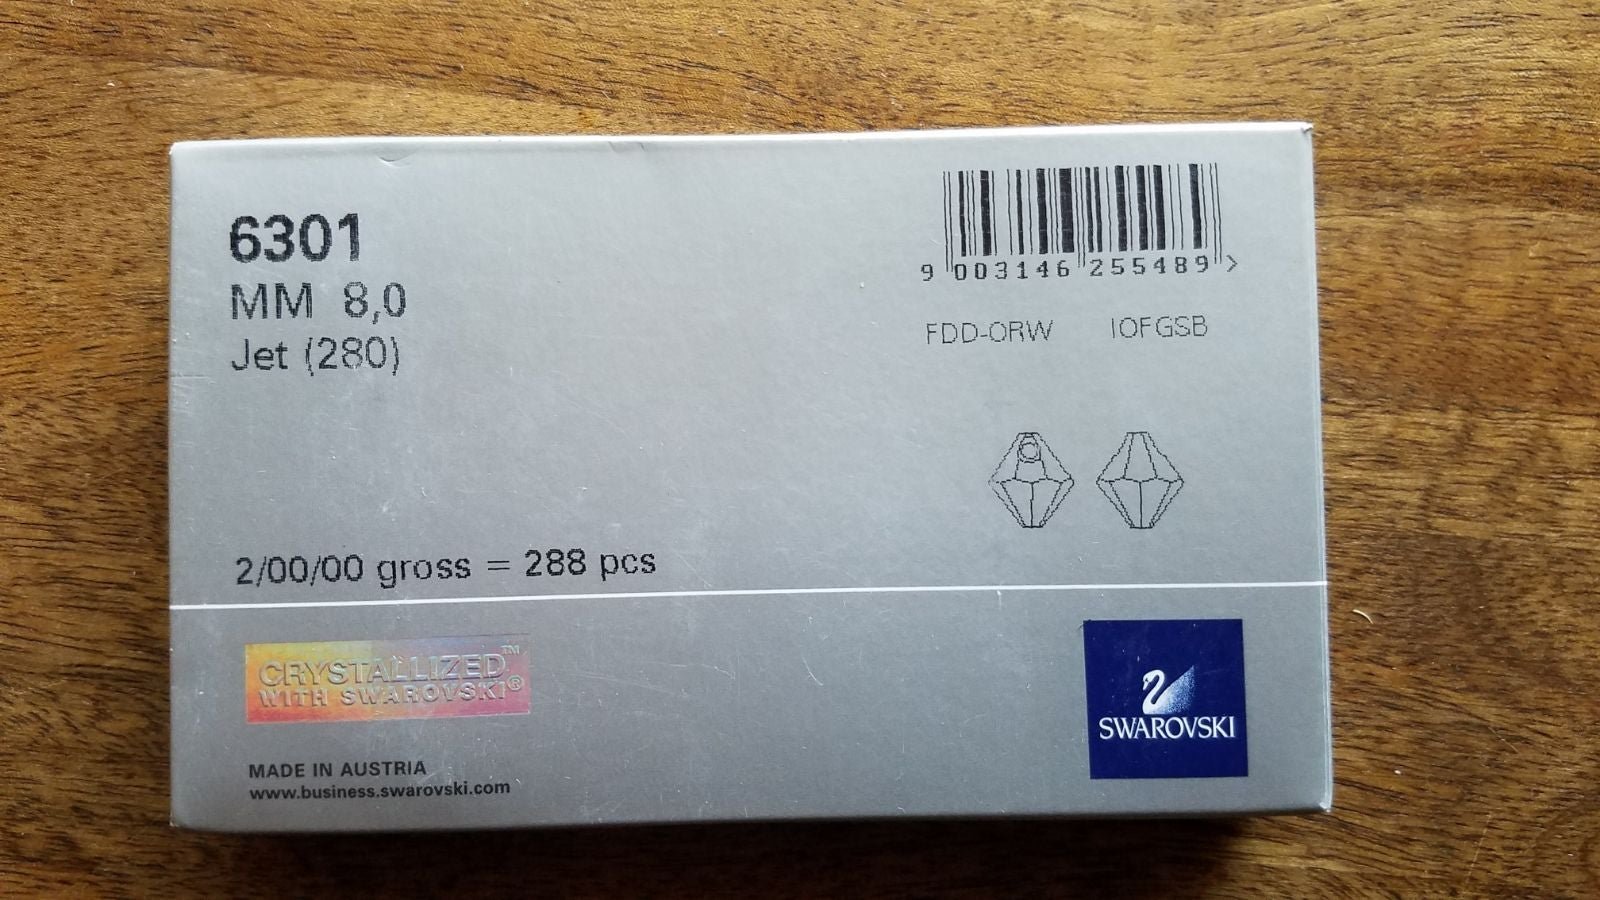 6301
MM 8,0
Jet (280)
9 003146 255489 >
FDD-ORW IOFGSB
2/00/00 gross = 288 pcs
CRYSTALLIZED™
WITH SWAROVSKI®
MADE IN AUSTRIA
www.business.swarovski.com
SWAROVSKI